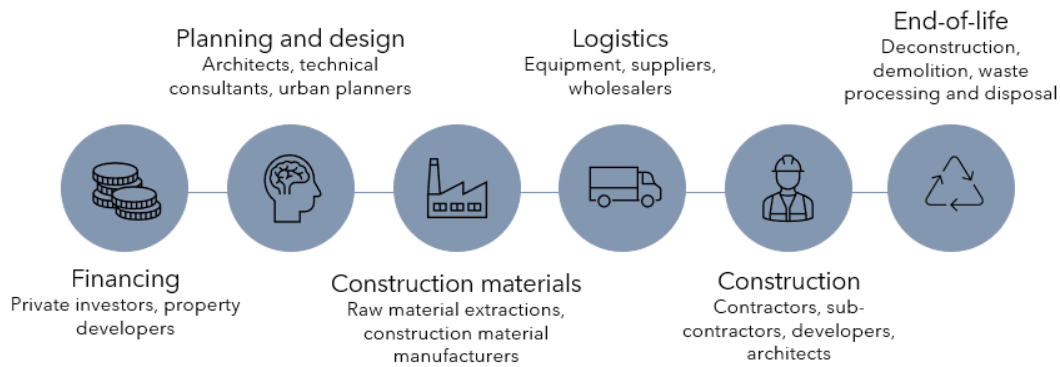 Financing
Private investors, property
developers
Planning and design
Architects, technical
consultants, urban planners
Construction materials
Raw material extractions,
construction material
manufacturers
Logistics
Equipment, suppliers,
wholesalers
Construction
Contractors, sub-
contractors, developers,
architects
End-of-life
Deconstruction,
demolition, waste
processing and disposal